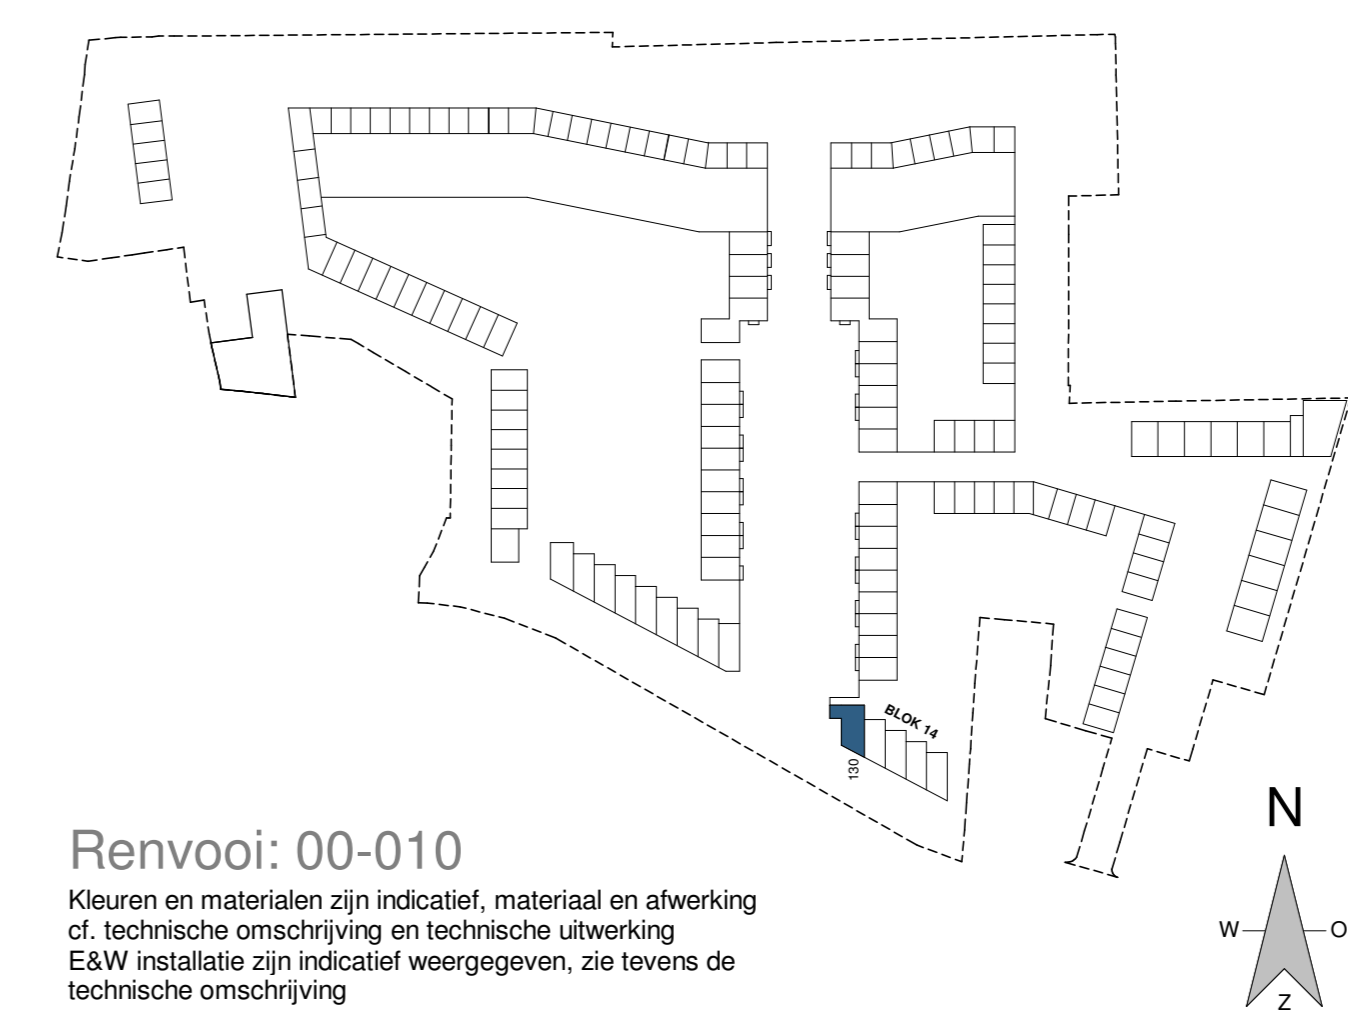 BLOK 14
130
N
W
O
Z
Renvooi: 00-010
Kleuren en materialen zijn indicatief, materiaal en afwerking
cf. technische omschrijving en technische uitwerking
E&W installatie zijn indicatief weergegeven, zie tevens de
technische omschrijving